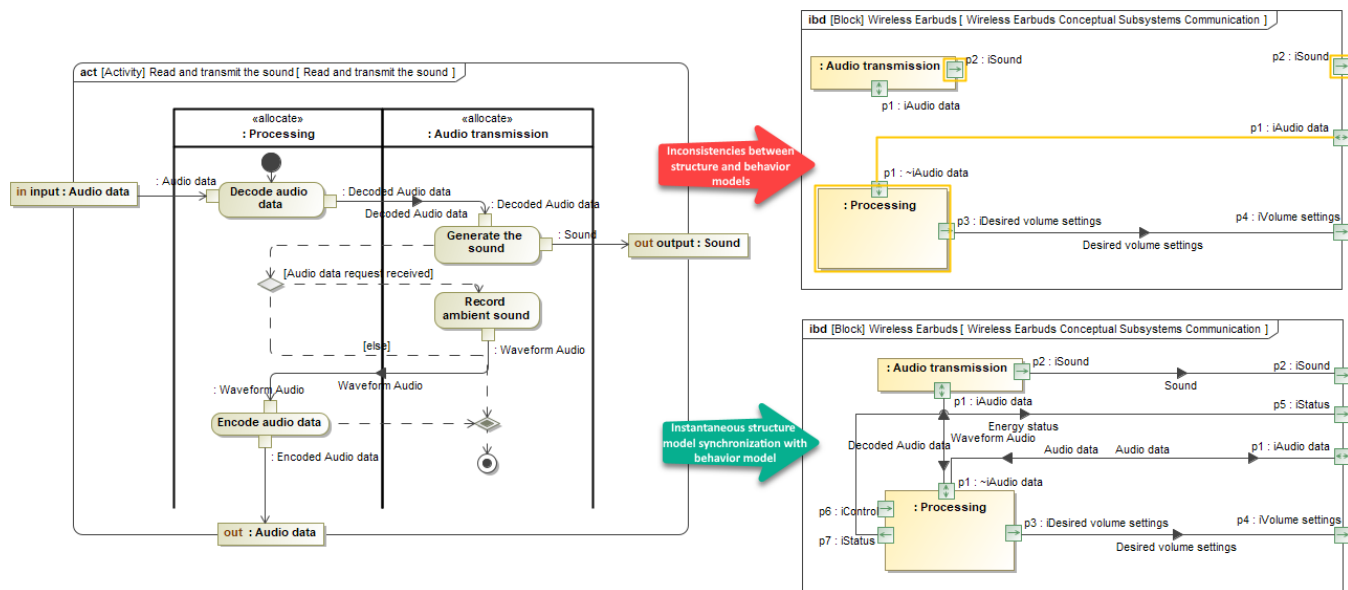 act [Activity] Read and transmit the sound [ Read and transmit the sound ]
«allocate»
: Processing
«allocate»
: Audio transmission
in input : Audio data
: Audio data
Decode audio
data
: Decoded Audio data
Decoded Audio data
: Decoded Audio data
Generate the
sound
: Sound
out output : Sound
[Audio data request received]
Record
ambient sound
[else]
: Waveform Audio
Waveform Audio
: Waveform Audio
Encode audio data
: Encoded Audio data
out : Audio data
Inconsistencies between
structure and behavior
models
Instantaneous structure
model synchronization with
behavior model
ibd [Block] Wireless Earbuds [ Wireless Earbuds Conceptual Subsystems Communication ]
: Audio transmission
p2 : iSound
p2 : iSound
p1 : iAudio data
p1 : iAudio data
p1 : ~iAudio data
: Processing
p3 : iDesired volume settings
p4 : iVolume settings
Desired volume settings
ibd [Block] Wireless Earbuds [ Wireless Earbuds Conceptual Subsystems Communication ]
: Audio transmission
p2 : iSound
p2 : iSound
Sound
p1 : iAudio data
p5 : iStatus
Energy status
Decoded Audio data
Waveform Audio
Audio data
Audio data
p1 : iAudio data
p1 : ~iAudio data
p6 : iControl
: Processing
p3 : iDesired volume settings
p4 : iVolume settings
p7 : iStatus
Desired volume settings